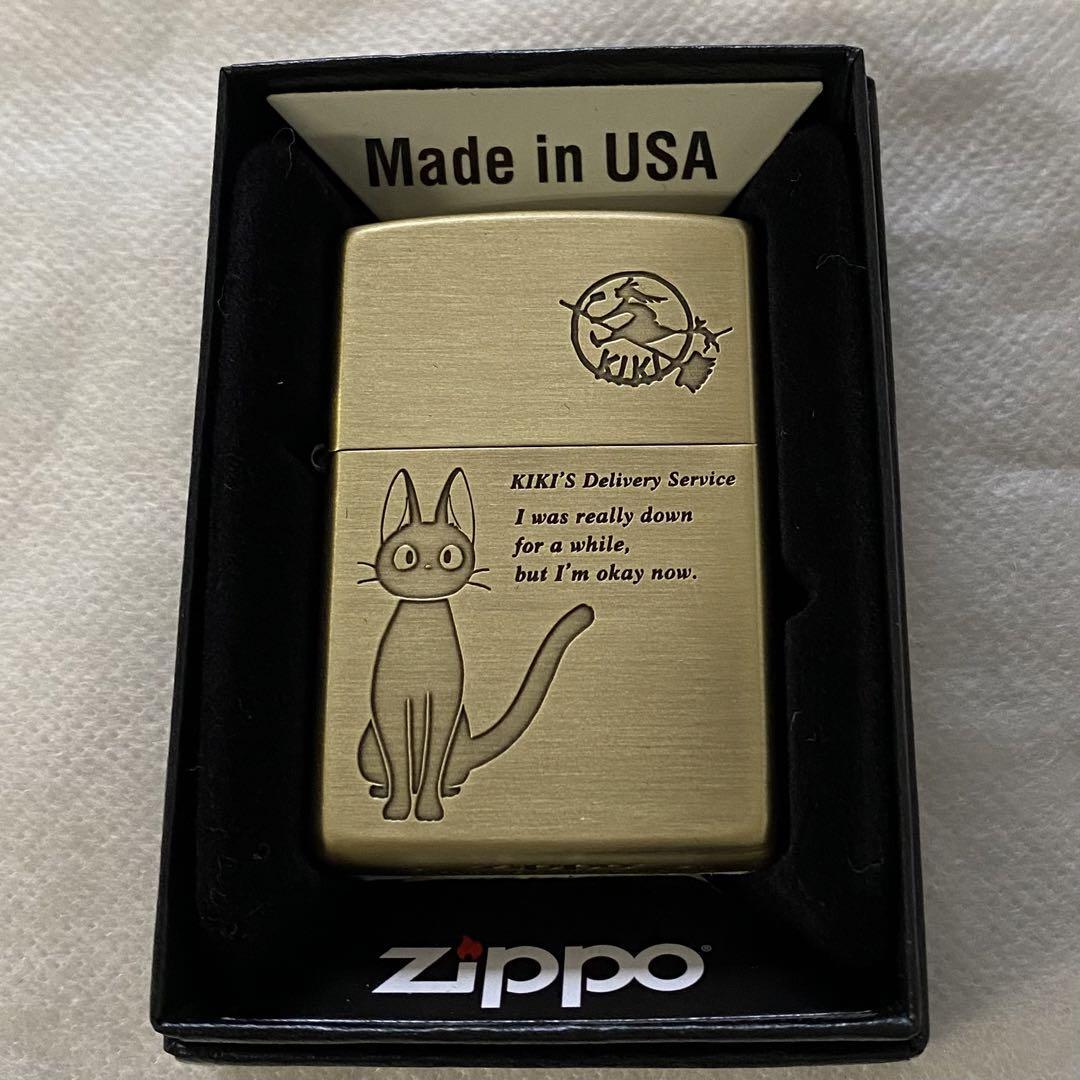 Made in USA
KIKI
KIKI'S Delivery Service
I was really down
for a while,
but I'm okay now.
zippo®